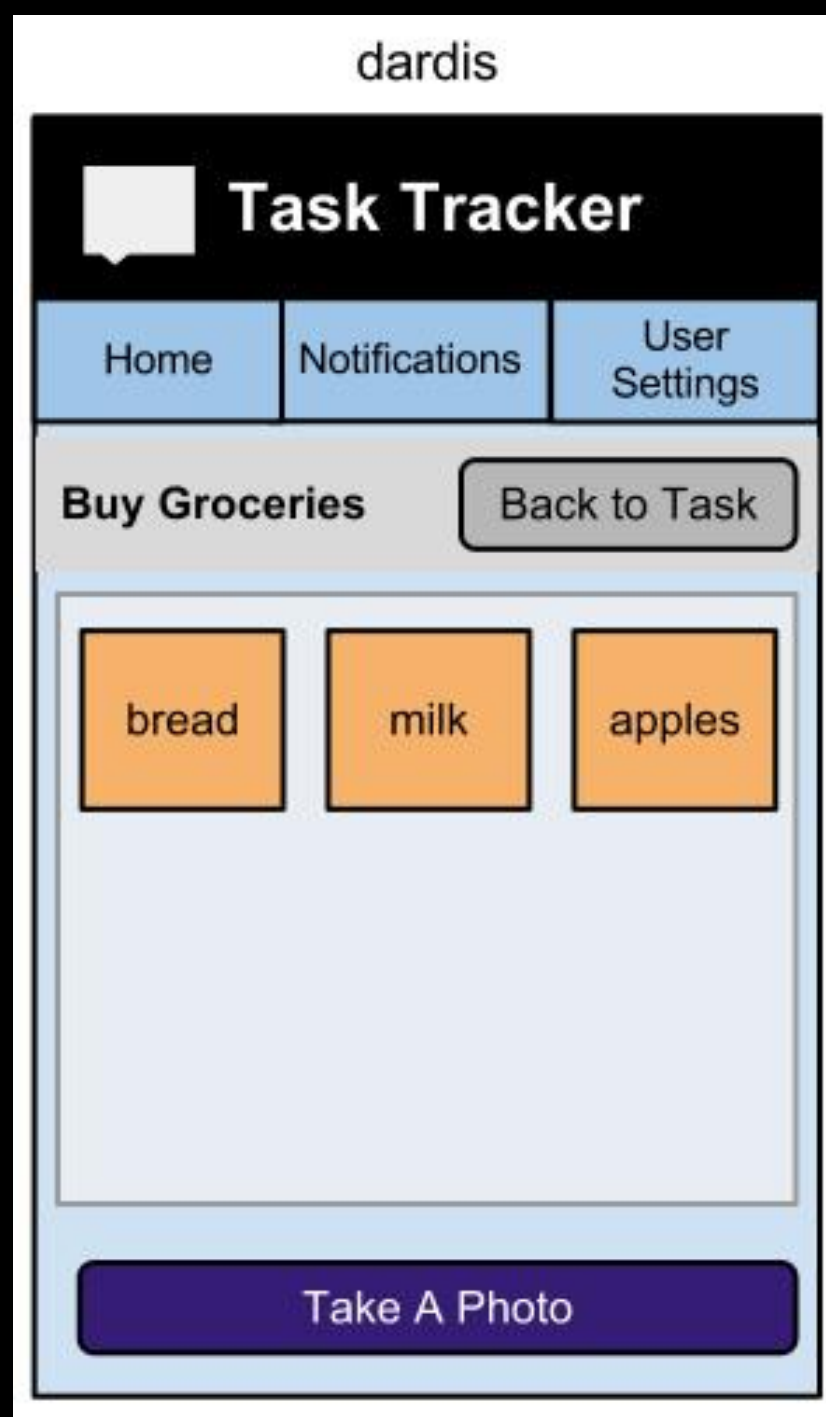 dardis
Task Tracker
Home
Notifications
User
Settings
Buy Groceries
Back to Task
bread
milk
apples
Take A Photo